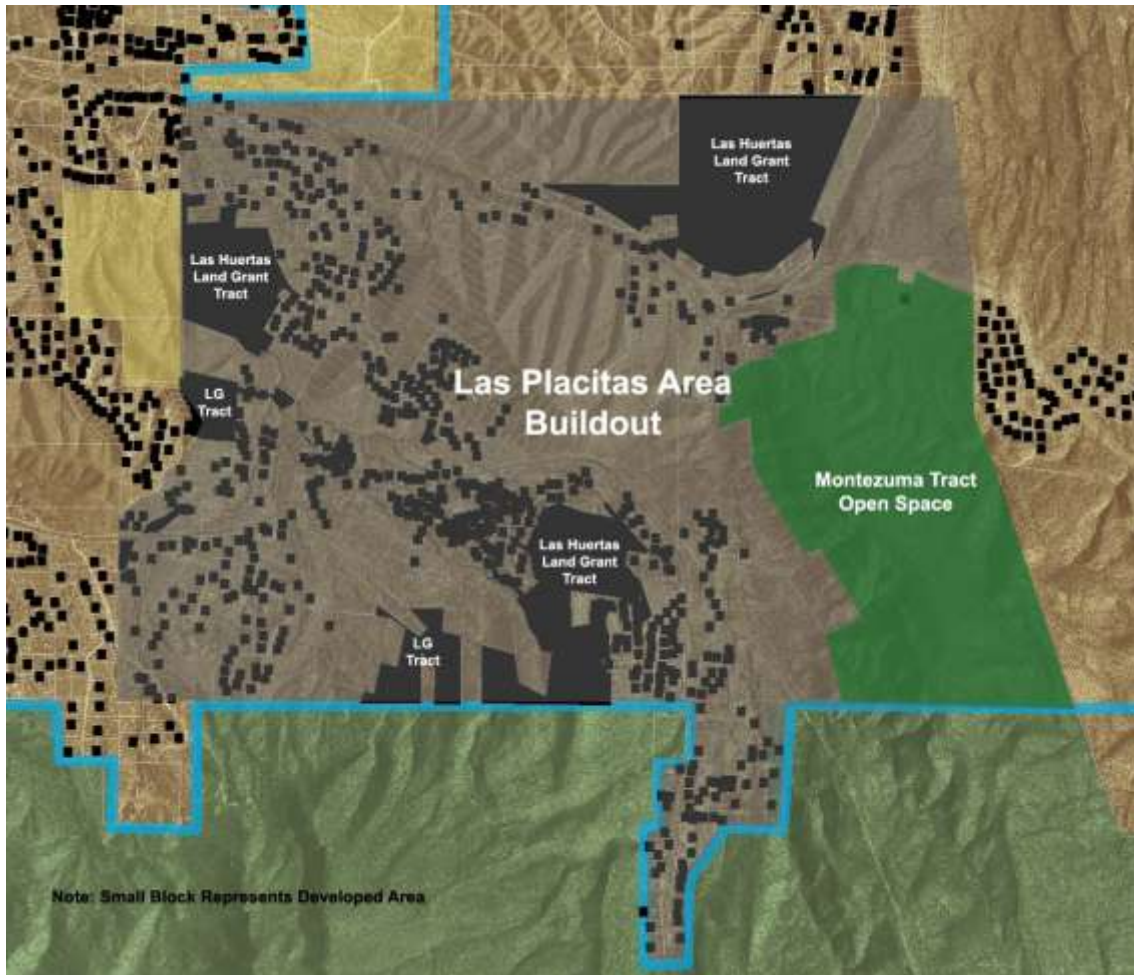 Las Huertas
Land Grant
Tract
Las Huertas
Land Grant
Tract
LG
Tract
Las Placitas Area
Buildout
Montezuma Tract
Open Space
Las Huertas
Land Grant
Tract
LG
Tract
Note: Small Block Represents Developed Area